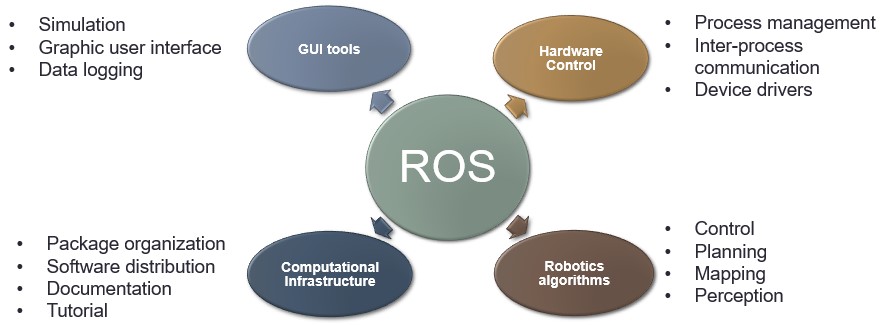 • Simulation
• Graphic user interface
• Data logging
GUI tools
Hardware
Control
• Process management
• Inter-process
communication
• Device drivers
ROS
• Package organization
• Software distribution
• Documentation
• Tutorial
Computational
Infrastructure
Robotics
algorithms
• Control
• Planning
• Mapping
• Perception